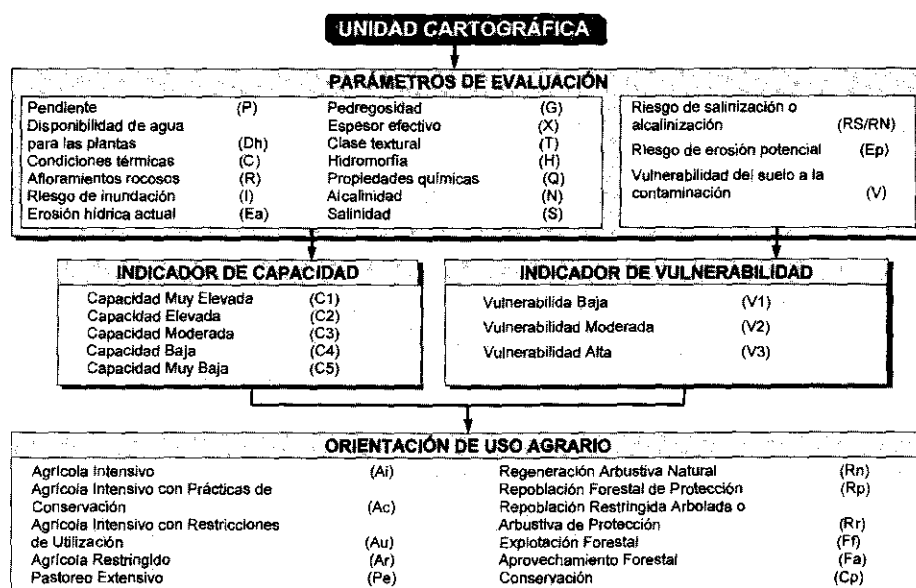 UNIDAD CARTOGRÁFICA
PARÁMETROS DE EVALUACIÓN
Pendiente (P)
Disponibilidad de agua
para las plantas (Dh)
Condiciones térmicas (C)
Afloramientos rocosos (R)
Riesgo de inundación (I)
Erosión hídrica actual (Ea)
Pedregosidad (G)
Espesor efectivo (X)
Clase textural (T)
Hidromorfía (H)
Propiedades químicas (Q)
Alcalinidad (N)
Salinidad (S)
Riesgo de salinización o
alcalinización (RS/RN)
Riesgo de erosión potencial (Ep)
Vulnerabilidad del suelo a la
contaminación (V)
INDICADOR DE CAPACIDAD
Capacidad Muy Elevada (C1)
Capacidad Elevada (C2)
Capacidad Moderada (C3)
Capacidad Baja (C4)
Capacidad Muy Baja (C5)
INDICADOR DE VULNERABILIDAD
Vulnerabilida Baja (V1)
Vulnerabilidad Moderada (V2)
Vulnerabilidad Alta (V3)
ORIENTACIÓN DE USO AGRARIO
Agrícola Intensivo (Ai)
Agrícola Intensivo con Prácticas de
Conservación (Ac)
Agrícola Intensivo con Restricciones
de Utilización (Au)
Agrícola Restringido (Ar)
Pastoreo Extensivo (Pe)
Regeneración Arbustiva Natural (Rn)
Repoblación Forestal de Protección (Rp)
Repoblación Restringida Arbolada o
Arbustiva de Protección (Rr)
Explotación Forestal (Ff)
Aprovechamiento Forestal (Fa)
Conservación (Cp)